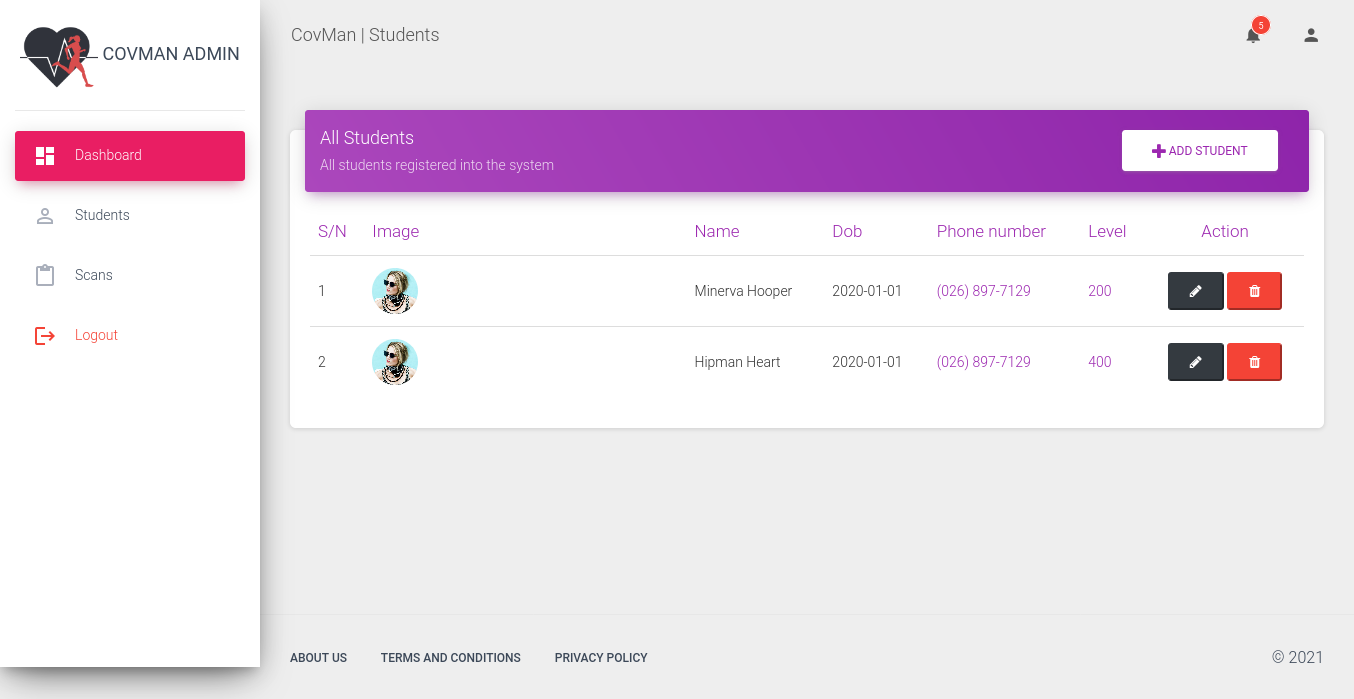 COVMAN ADMIN
Dashboard
Students
Scans
Logout
CovMan | Students
5
All Students
All students registered into the system
ADD STUDENT
S/N Image Name Dob Phone number Level Action
1 Minerva Hooper 2020-01-01 (026) 897-7129 200
2 Hipman Heart 2020-01-01 (026) 897-7129 400
ABOUT US TERMS AND CONDITIONS PRIVACY POLICY © 2021